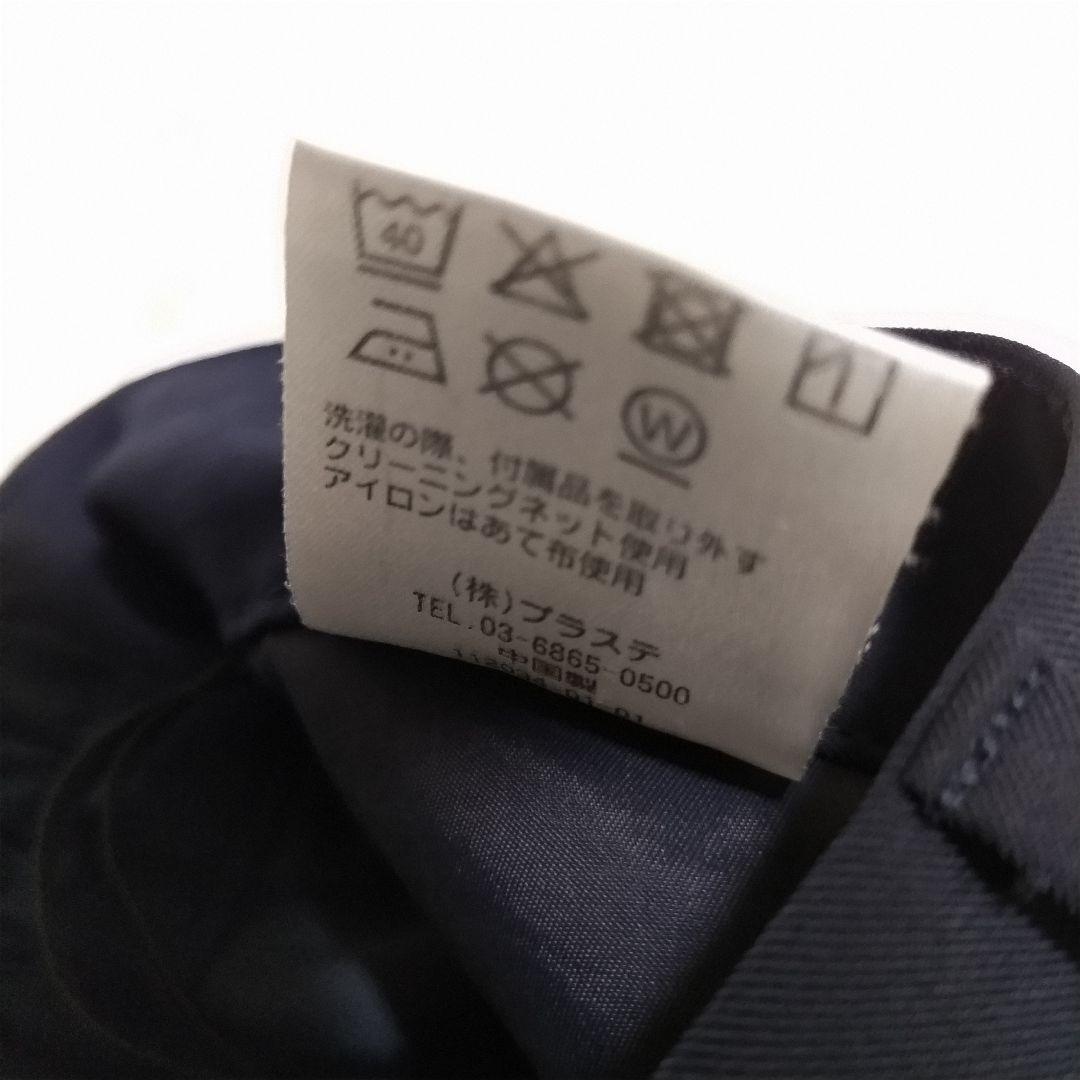 40
W
洗濯の際、付属品を取り外す
クリーニングネット使用
アイロンはあて布使用
(株)プラステ
TEL.03-6865-0500
中国製